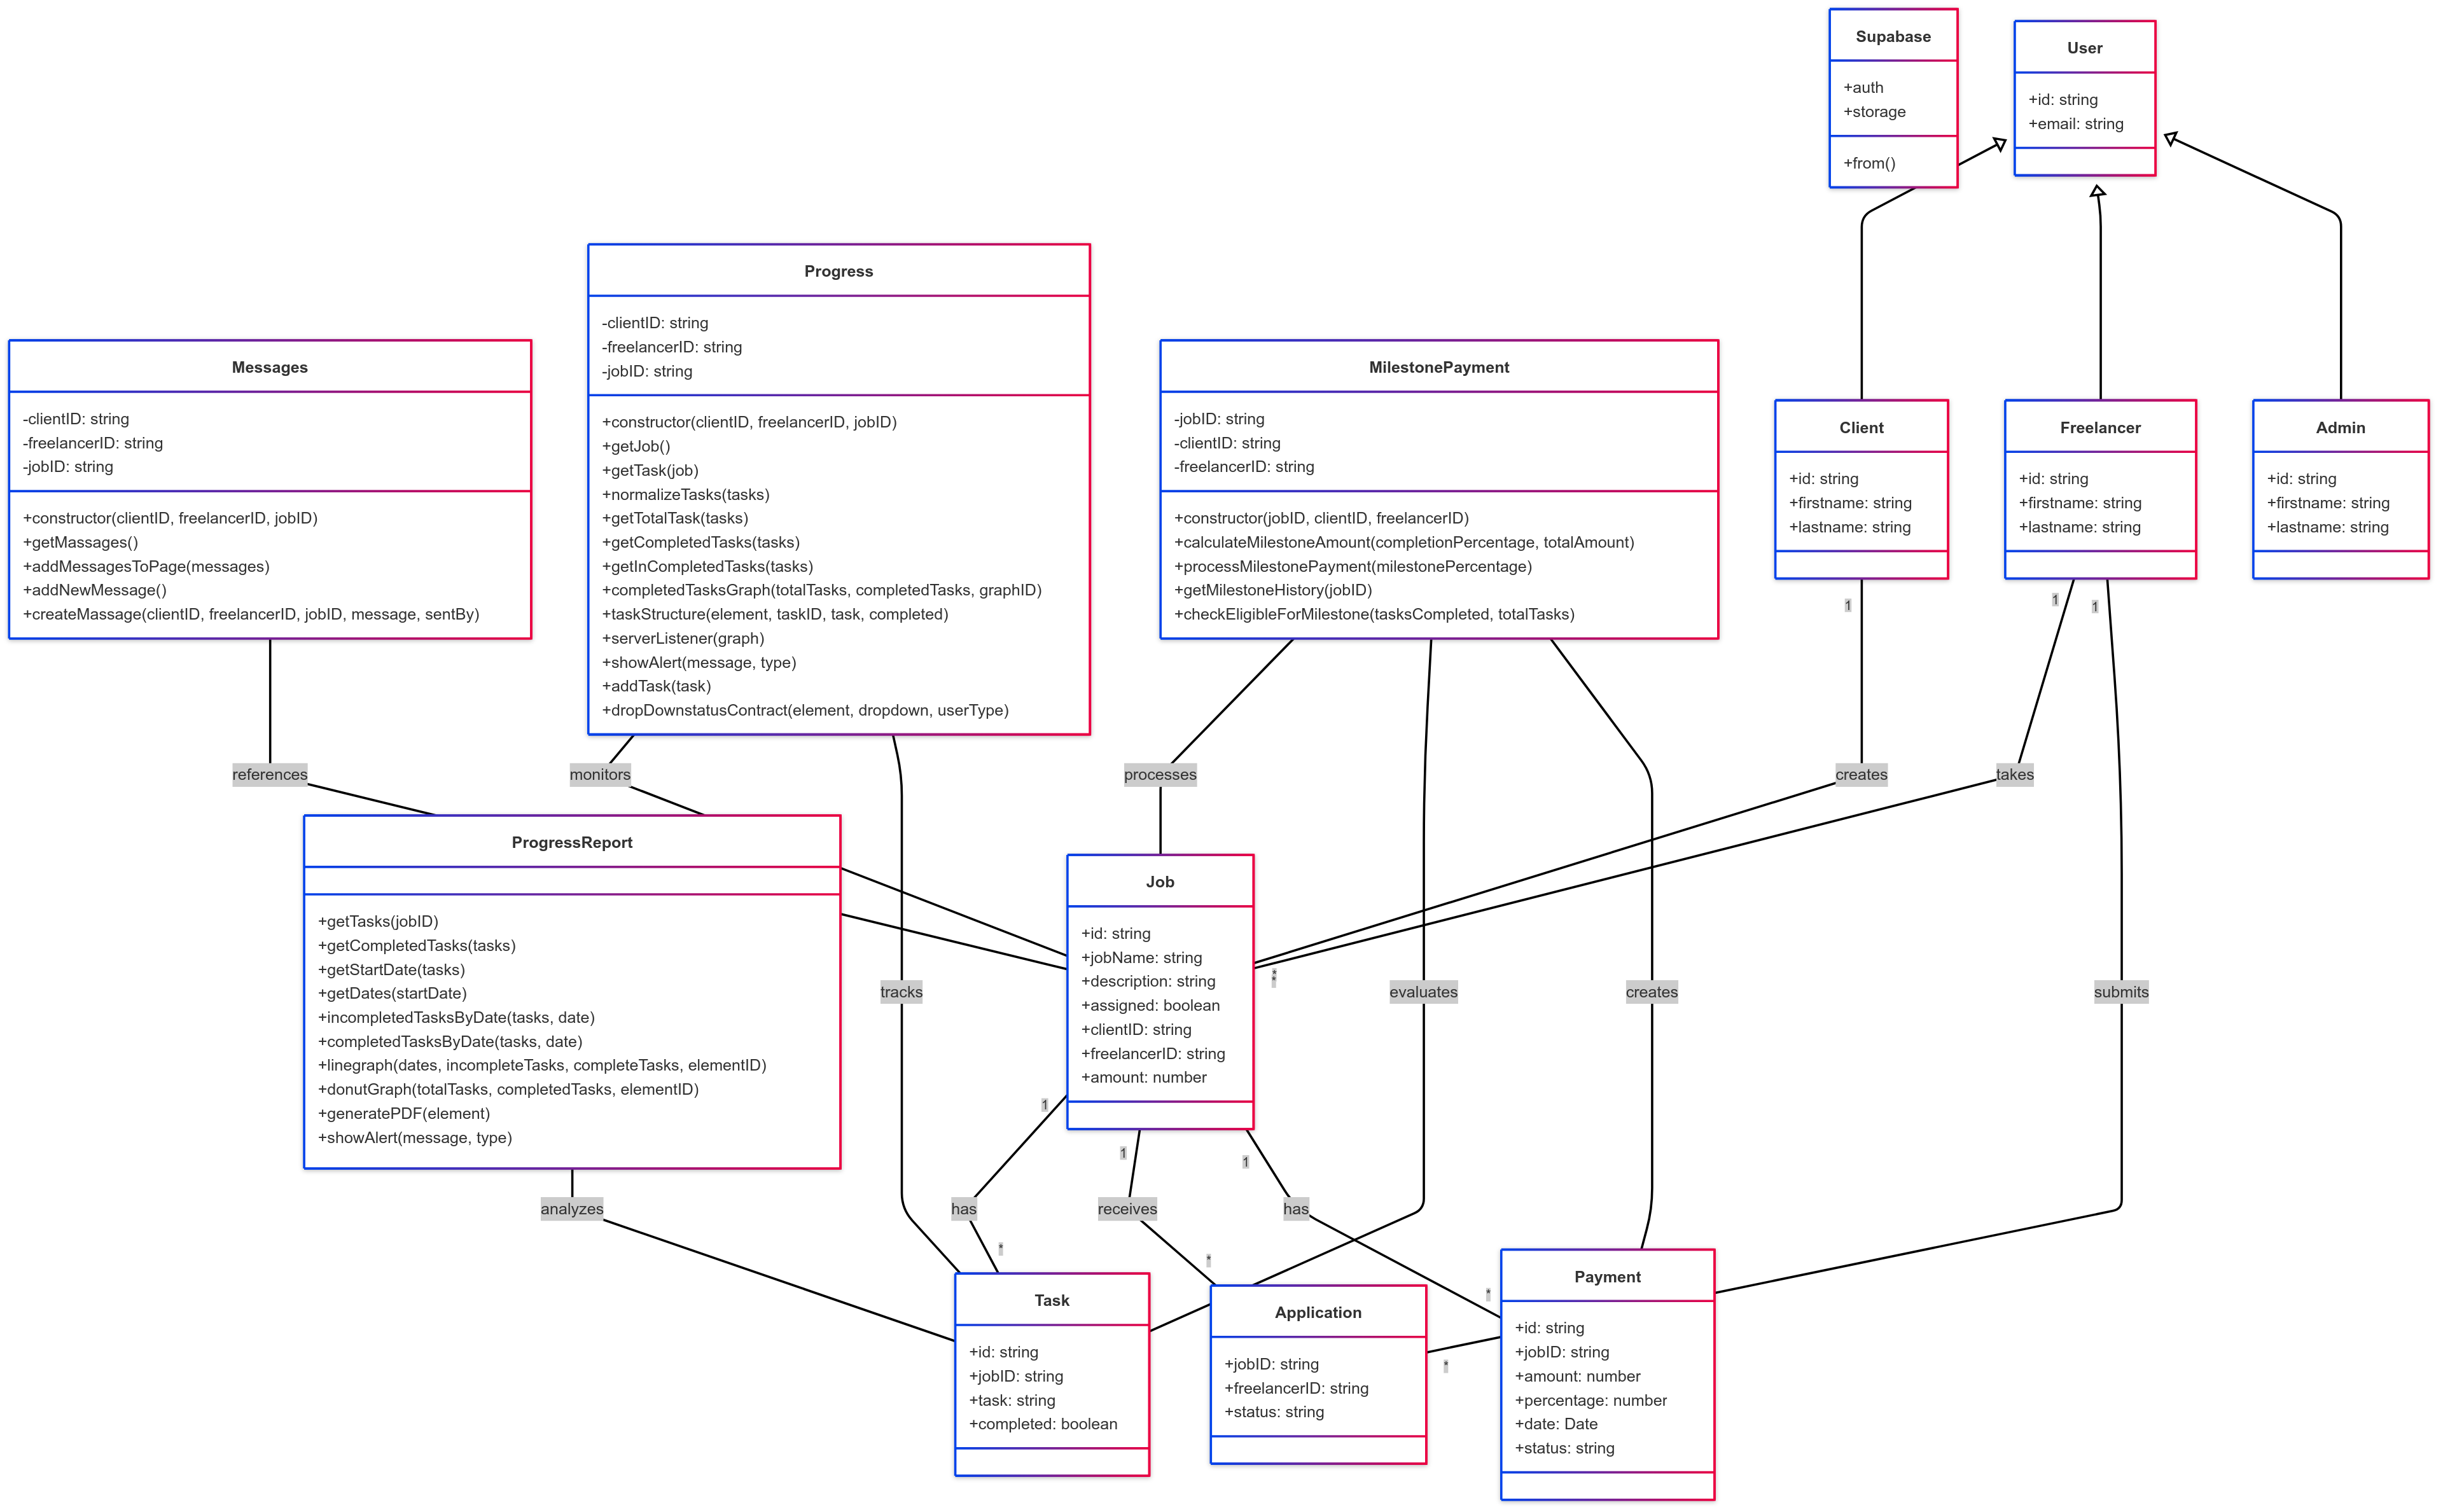 Supabase
+auth
+storage
+from()
User
+id: string
+email: string
Progress
-clientID: string
-freelancerID: string
-jobID: string
+constructor(clientID, freelancerID, jobID)
+getJob()
+getTask(job)
+normalizeTasks(tasks)
+getTotalTask(tasks)
+getCompletedTasks(tasks)
+getInCompletedTasks(tasks)
+completedTasksGraph(totalTasks, completedTasks, graphID)
+taskStructure(element, taskID, task, completed)
+serverListener(graph)
+showAlert(message, type)
+addTask(task)
+dropDownstatusContract(element, dropdown, userType)
Messages
-clientID: string
-freelancerID: string
-jobID: string
+constructor(clientID, freelancerID, jobID)
+getMassages()
+addMessagesToPage(messages)
+addNewMessage()
+createMassage(clientID, freelancerID, jobID, message, sentBy)
MilestonePayment
-jobID: string
-clientID: string
-freelancerID: string
+constructor(jobID, clientID, freelancerID)
+calculateMilestoneAmount(completionPercentage, totalAmount)
+processMilestonePayment(milestonePercentage)
+getMilestoneHistory(jobID)
+checkEligibleForMilestone(tasksCompleted, totalTasks)
Client
+id: string
+firstname: string
+lastname: string
Freelancer
+id: string
+firstname: string
+lastname: string
Admin
+id: string
+firstname: string
+lastname: string
1
1
1
references
monitors
processes
creates
takes
ProgressReport
+getTasks(jobID)
+getCompletedTasks(tasks)
+getStartDate(tasks)
+getDates(startDate)
+incompletedTasksByDate(tasks, date)
+completedTasksByDate(tasks, date)
+linegraph(dates, incompleteTasks, completeTasks, elementID)
+donutGraph(totalTasks, completedTasks, elementID)
+generatePDF(element)
+showAlert(message, type)
Job
+id: string
+jobName: string
+description: string
+assigned: boolean
+clientID: string
+freelancerID: string
+amount: number
*
*
tracks
evaluates
creates
submits
1
1
1
analyzes
has
receives
has
*
*
*
*
Task
+id: string
+jobID: string
+task: string
+completed: boolean
Application
+jobID: string
+freelancerID: string
+status: string
Payment
+id: string
+jobID: string
+amount: number
+percentage: number
+date: Date
+status: string